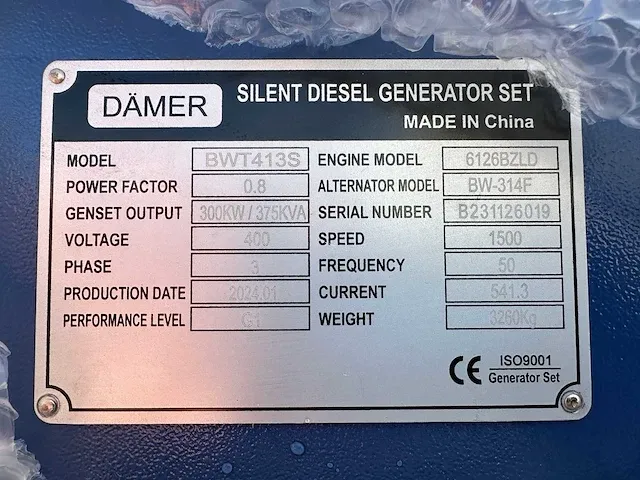 DÄMER
SILENT DIESEL GENERATOR SET
MADE IN China
MODEL BWT413S ENGINE MODEL 6126BZLD
POWER FACTOR 0.8 ALTERNATOR MODEL BW-314F
GENSET OUTPUT 300KW / 375KVA SERIAL NUMBER B231126019
VOLTAGE 400 SPEED 1500
PHASE 3 FREQUENCY 50
PRODUCTION DATE 2024.01 CURRENT 541.3
PERFORMANCE LEVEL G1 WEIGHT 3260Kg
CE ISO9001
Generator Set